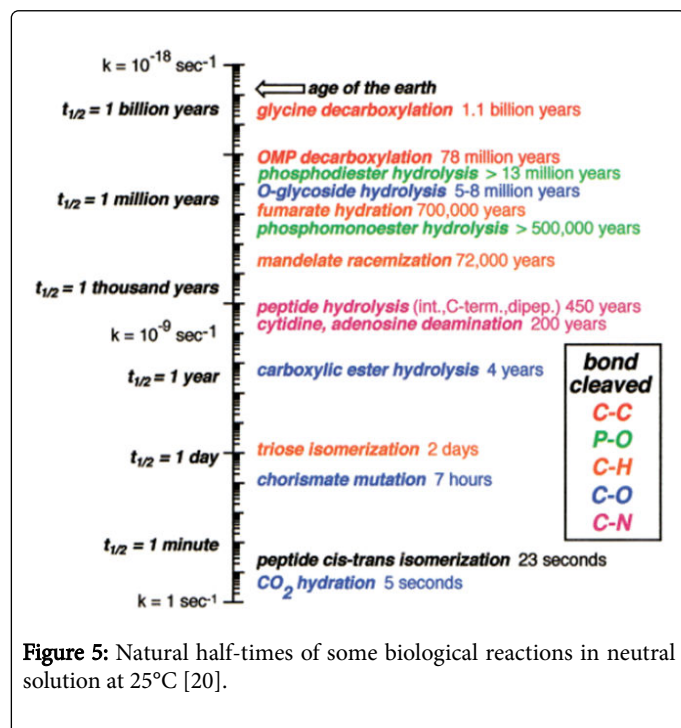 k = 10⁻¹⁸ sec⁻¹
age of the earth
t₁/₂ = 1 billion years
glycine decarboxylation 1.1 billion years
OMP decarboxylation 78 million years
phosphodiester hydrolysis > 13 million years
t₁/₂ = 1 million years
O-glycoside hydrolysis 5-8 million years
fumarate hydration 700,000 years
phosphomonoester hydrolysis > 500,000 years
mandelate racemization 72,000 years
t₁/₂ = 1 thousand years
peptide hydrolysis (int.,C-term.,dipep.) 450 years
cytidine, adenosine deamination 200 years
k = 10⁻⁹ sec⁻¹
carboxylic ester hydrolysis 4 years
t₁/₂ = 1 year
t₁/₂ = 1 day
triose isomerization 2 days
chorismate mutation 7 hours
t₁/₂ = 1 minute
peptide cis-trans isomerization 23 seconds
CO₂ hydration 5 seconds
k = 1 sec⁻¹
bond
cleaved
C-C
P-O
C-H
C-O
C-N
Figure 5: Natural half-times of some biological reactions in neutral
solution at 25°C [20].